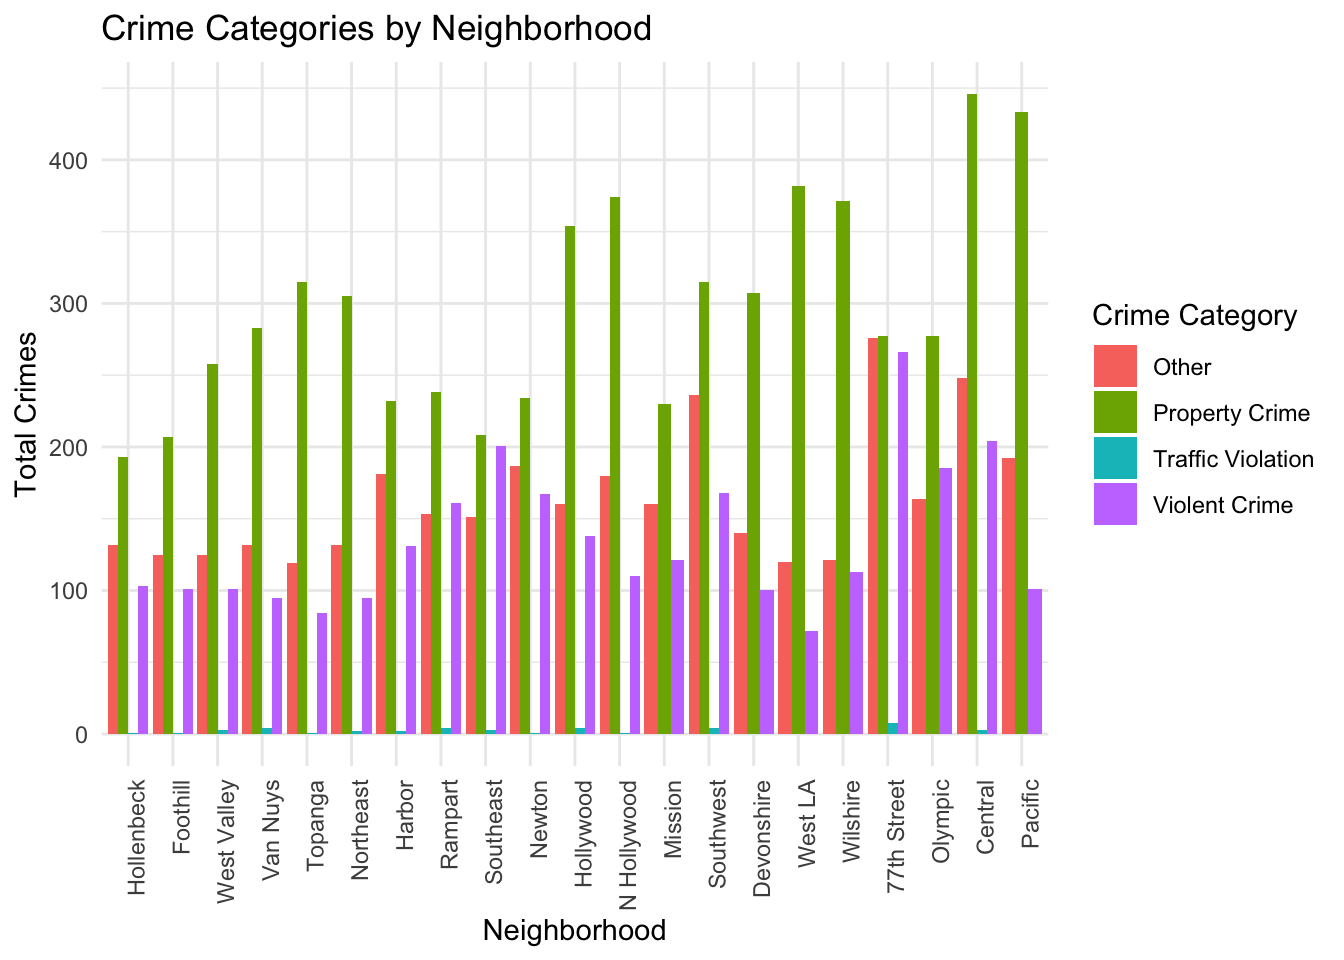 Crime Categories by Neighborhood
Total Crimes
400
300
200
100
0
Hollenbeck
Foothill
West Valley
Van Nuys
Topanga
Northeast
Harbor
Rampart
Southeast
Newton
Hollywood
N Hollywood
Mission
Southwest
Devonshire
West LA
Wilshire
77th Street
Olympic
Central
Pacific
Neighborhood
Crime Category
Other
Property Crime
Traffic Violation
Violent Crime